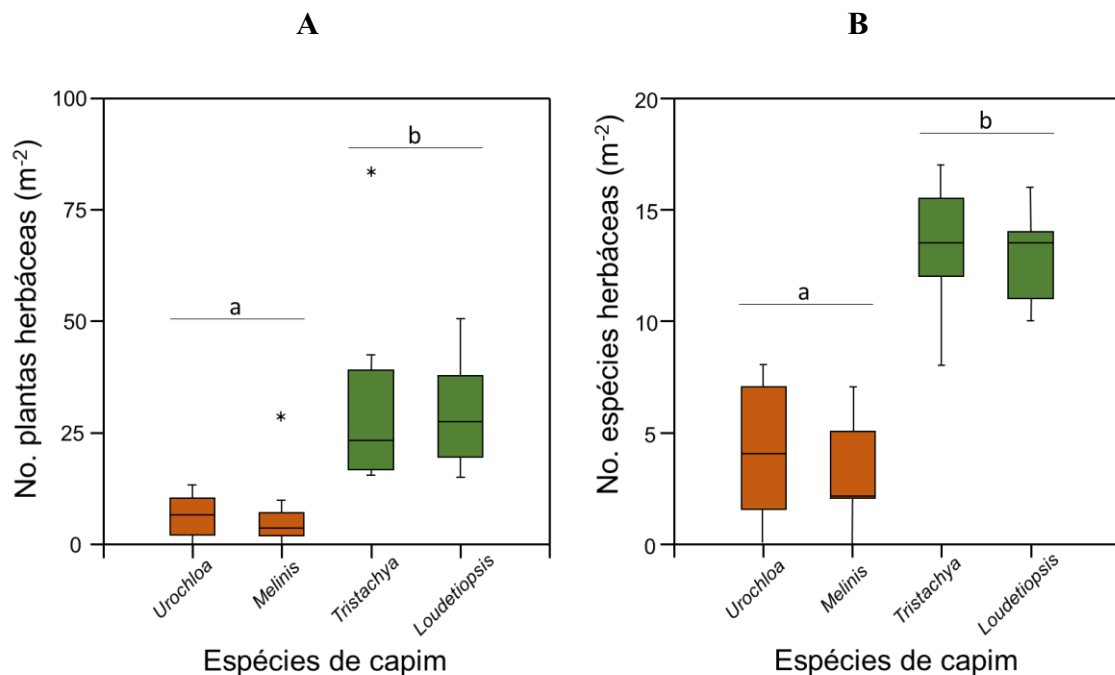 A
No. plantas herbáceas (m-2)
100
75
50
25
0
a
b
*
*
Urochloa
Melinis
Tristachya
Loudetiopsis
Espécies de capim
B
No. espécies herbáceas (m-2)
20
15
10
5
0
a
b
Urochloa
Melinis
Tristachya
Loudetiopsis
Espécies de capim